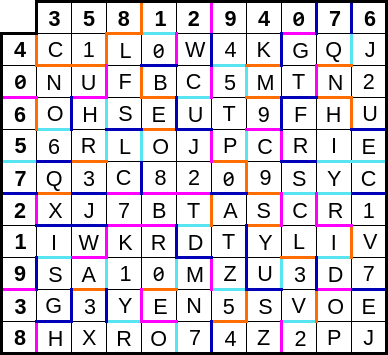 3 5 8 1 2 9 4 0 7 6
4 C 1 L 0 W 4 K G Q J
0 N U F B C 5 M T N 2
6 O H S E U T 9 F H U
5 6 R L O J P C R I E
7 Q 3 C 8 2 0 9 S Y C
2 X J 7 B T A S C R 1
1 I W K R D T Y L I V
9 S A 1 0 M Z U 3 D 7
3 G 3 Y E N 5 S V O E
8 H X R O 7 4 Z 2 P J